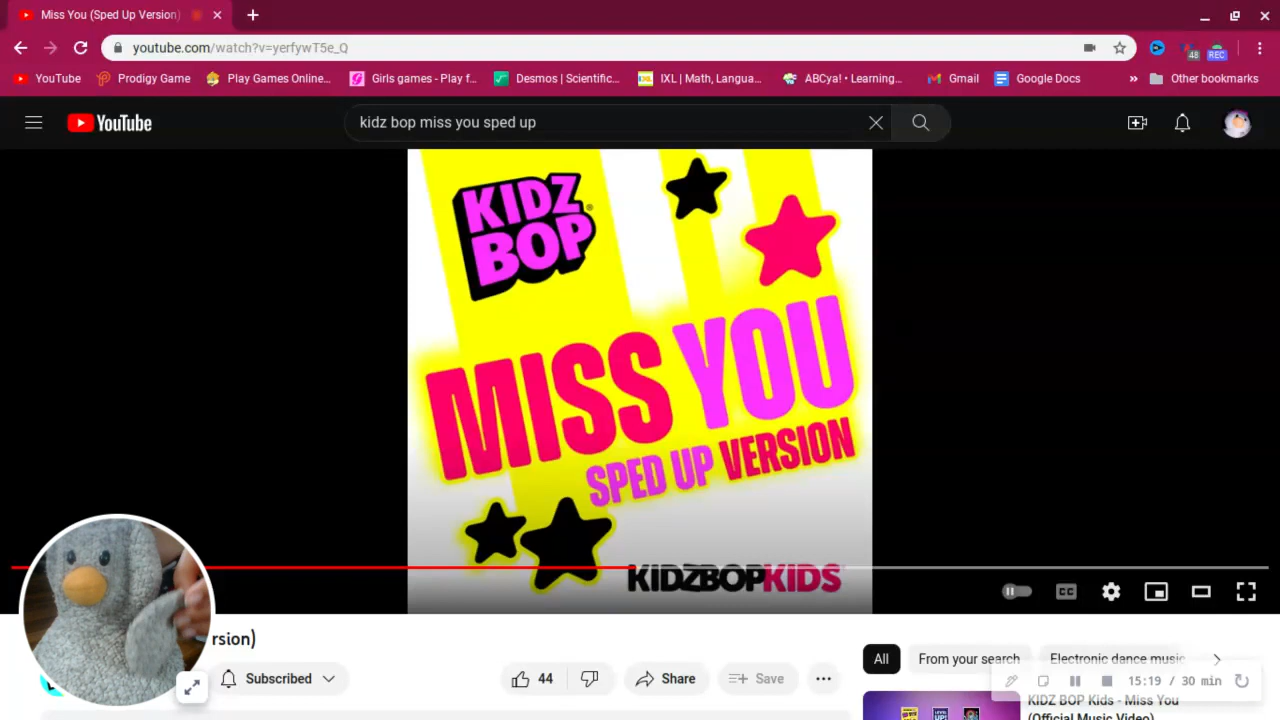 Miss You (Sped Up Version)
youtube.com/watch?v=yerfywT5e_Q
48
REC
YouTube
Prodigy Game
Play Games Online...
Girls games - Play f...
Desmos | Scientific...
IXL | Math, Langua...
ABCya! • Learning...
Gmail
Google Docs
»
Other bookmarks
YouTube
kidz bop miss you sped up
KIDZ
BOP®
MISS YOU
SPED UP VERSION
KIDZBOPKIDS
CC
rsion)
Subscribed
44
Share
Save
All
From your search
Electronic dance music
15:19 / 30 min
KIDZ BOP Kids - Miss You
(Official Music Video)